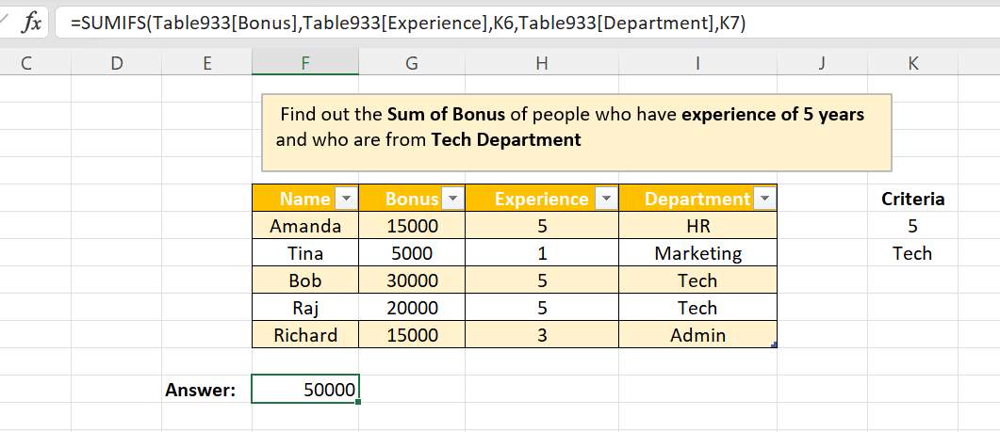 fx =SUMIFS(Table933[Bonus],Table933[Experience],K6,Table933[Department],K7)
C D E F G H I J K
Find out the Sum of Bonus of people who have experience of 5 years
and who are from Tech Department
Name Bonus Experience Department Criteria
Amanda 15000 5 HR 5
Tina 5000 1 Marketing Tech
Bob 30000 5 Tech
Raj 20000 5 Tech
Richard 15000 3 Admin
Answer: 50000